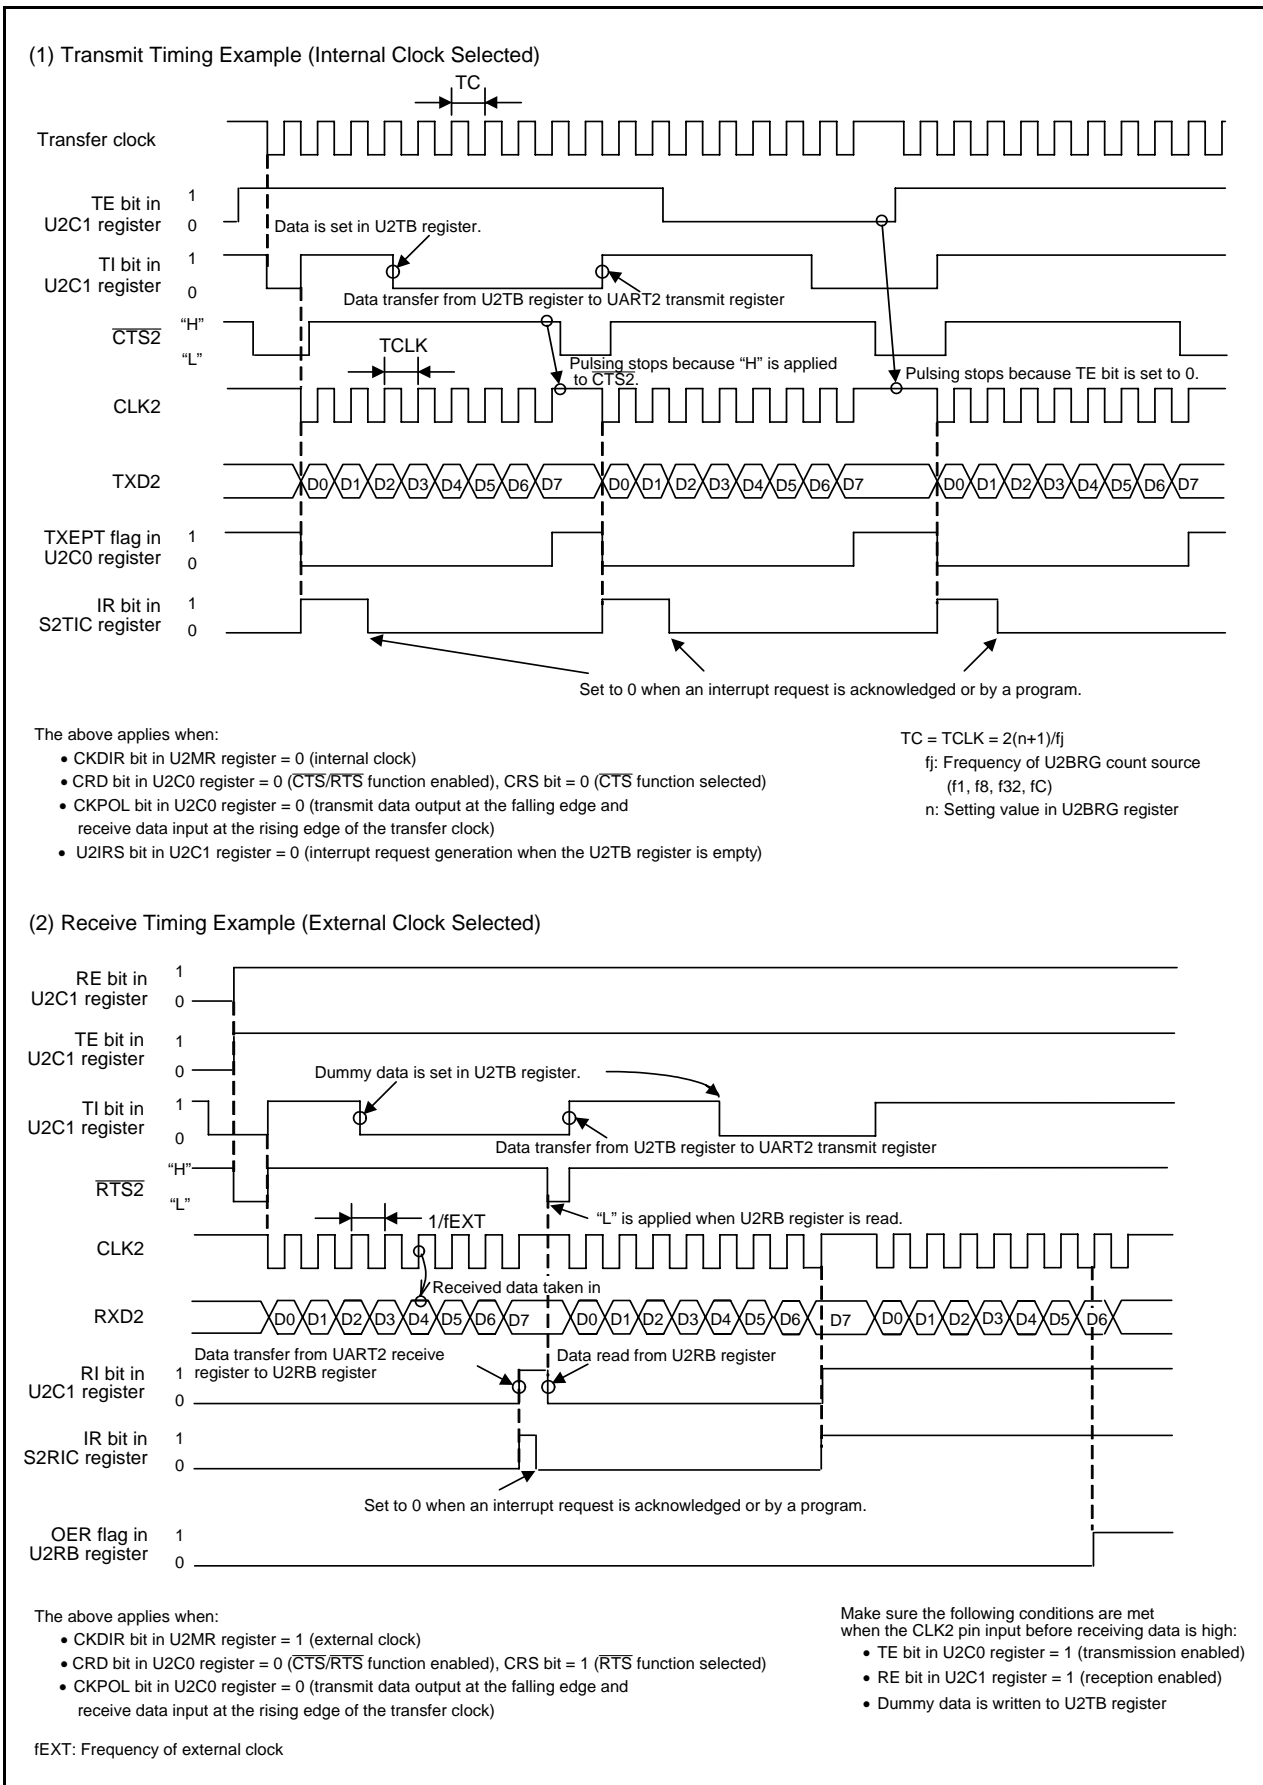 (1) Transmit Timing Example (Internal Clock Selected)
TC
Transfer clock
TE bit in
U2C1 register
1
0
Data is set in U2TB register.
TI bit in
U2C1 register
1
0
Data transfer from U2TB register to UART2 transmit register
CTS2
“H”
“L”
TCLK
Pulsing stops because “H” is applied
to CTS2.
Pulsing stops because TE bit is set to 0.
CLK2
TXD2
D0 D1 D2 D3 D4 D5 D6 D7 D0 D1 D2 D3 D4 D5 D6 D7 D0 D1 D2 D3 D4 D5 D6 D7
TXEPT flag in
U2C0 register
1
0
IR bit in
S2TIC register
1
0
Set to 0 when an interrupt request is acknowledged or by a program.
The above applies when:
• CKDIR bit in U2MR register = 0 (internal clock)
• CRD bit in U2C0 register = 0 (CTS/RTS function enabled), CRS bit = 0 (CTS function selected)
• CKPOL bit in U2C0 register = 0 (transmit data output at the falling edge and
receive data input at the rising edge of the transfer clock)
• U2IRS bit in U2C1 register = 0 (interrupt request generation when the U2TB register is empty)
TC = TCLK = 2(n+1)/fj
fj: Frequency of U2BRG count source
(f1, f8, f32, fC)
n: Setting value in U2BRG register
(2) Receive Timing Example (External Clock Selected)
RE bit in
U2C1 register
1
0
TE bit in
U2C1 register
1
0
Dummy data is set in U2TB register.
TI bit in
U2C1 register
1
0
Data transfer from U2TB register to UART2 transmit register
RTS2
“H”
“L”
1/fEXT
“L” is applied when U2RB register is read.
CLK2
Received data taken in
RXD2
D0 D1 D2 D3 D4 D5 D6 D7 D0 D1 D2 D3 D4 D5 D6 D7 D0 D1 D2 D3 D4 D5 D6
Data transfer from UART2 receive
register to U2RB register
Data read from U2RB register
RI bit in
U2C1 register
1
0
IR bit in
S2RIC register
1
0
Set to 0 when an interrupt request is acknowledged or by a program.
OER flag in
U2RB register
1
0
The above applies when:
• CKDIR bit in U2MR register = 1 (external clock)
• CRD bit in U2C0 register = 0 (CTS/RTS function enabled), CRS bit = 1 (RTS function selected)
• CKPOL bit in U2C0 register = 0 (transmit data output at the falling edge and
receive data input at the rising edge of the transfer clock)
fEXT: Frequency of external clock
Make sure the following conditions are met
when the CLK2 pin input before receiving data is high:
• TE bit in U2C0 register = 1 (transmission enabled)
• RE bit in U2C1 register = 1 (reception enabled)
• Dummy data is written to U2TB register